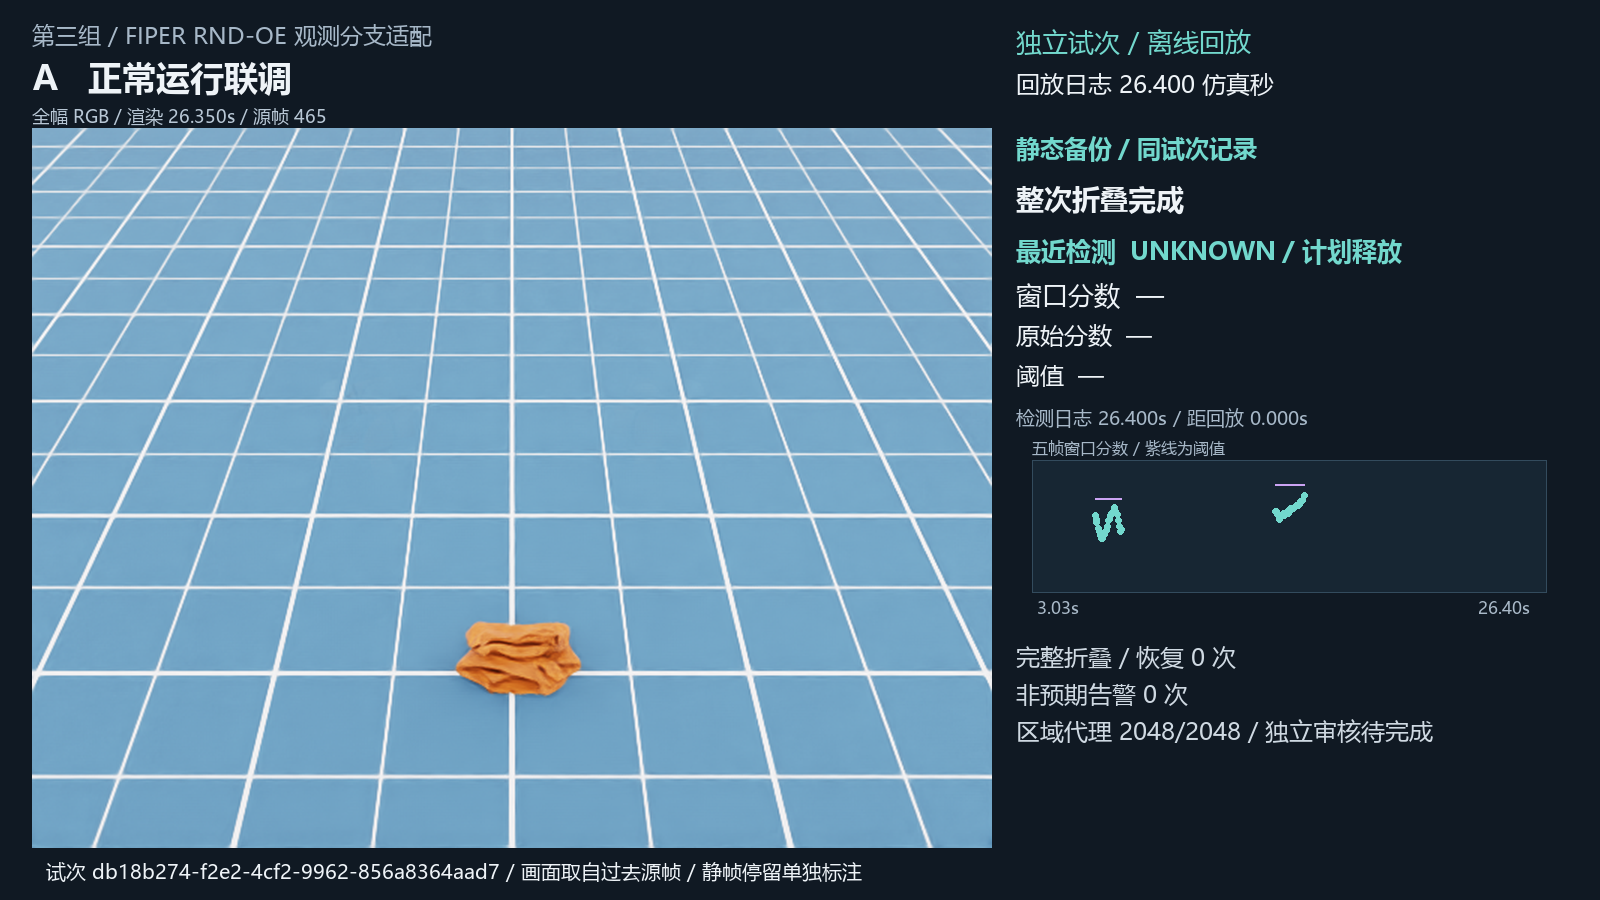 第三组 / FIPER RND-OE 观测分支适配
A 正常运行联调
全幅 RGB / 渲染 26.350s / 源帧 465
独立试次 / 离线回放
回放日志 26.400 仿真秒
静态备份 / 同试次记录
整次折叠完成
最近检测 UNKNOWN / 计划释放
窗口分数 —
原始分数 —
阈值 —
检测日志 26.400s / 距回放 0.000s
五帧窗口分数 / 紫线为阈值
3.03s
26.40s
完整折叠 / 恢复 0 次
非预期告警 0 次
区域代理 2048/2048 / 独立审核待完成
试次 db18b274-f2e2-4cf2-9962-856a8364aad7 / 画面取自过去源帧 / 静帧停留单独标注